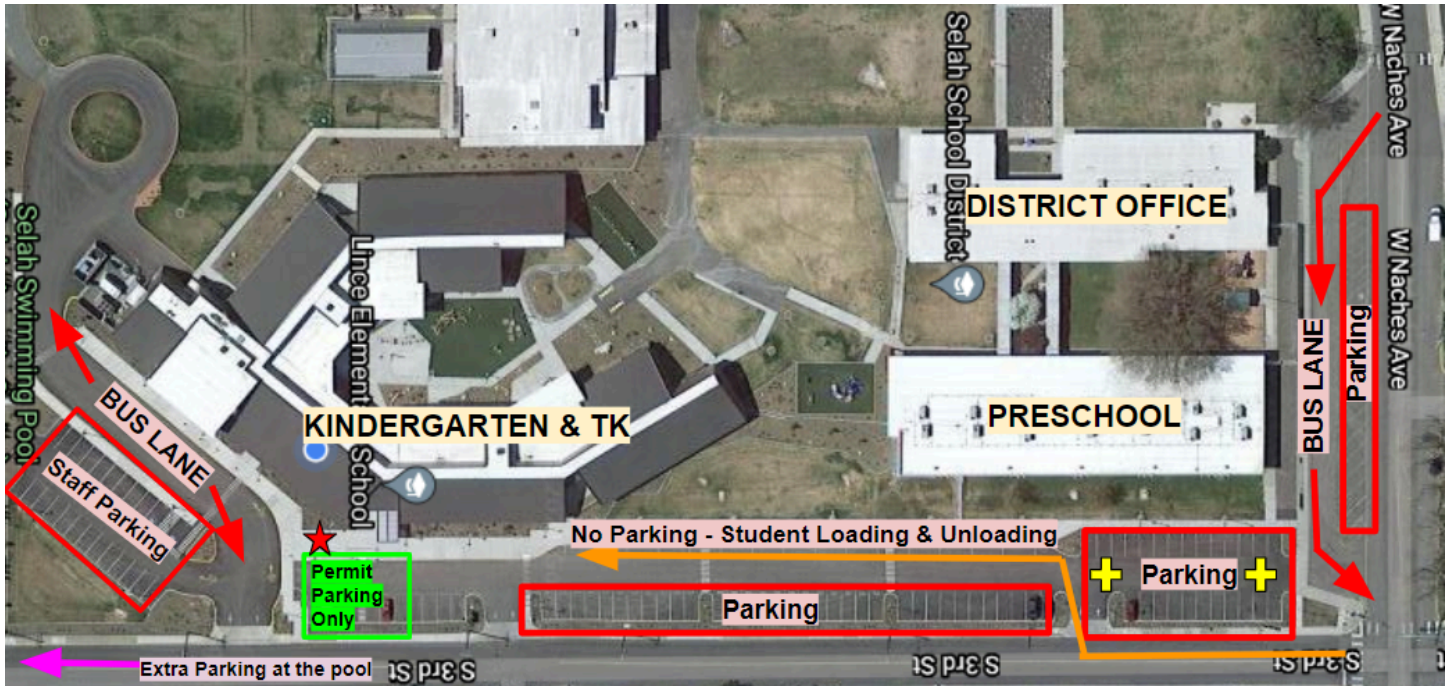 W Naches Ave
Selah School District
DISTRICT OFFICE
Selah Swimming Pool
Lince Element
School
W Naches Ave
Parking
BUS LANE
BUS LANE
KINDERGARTEN & TK
PRESCHOOL
Staff Parking
No Parking - Student Loading & Unloading
Permit
Parking
Only
Parking
Parking
Extra Parking at the pool
S 3rd St
S 3rd St
S 3rd St